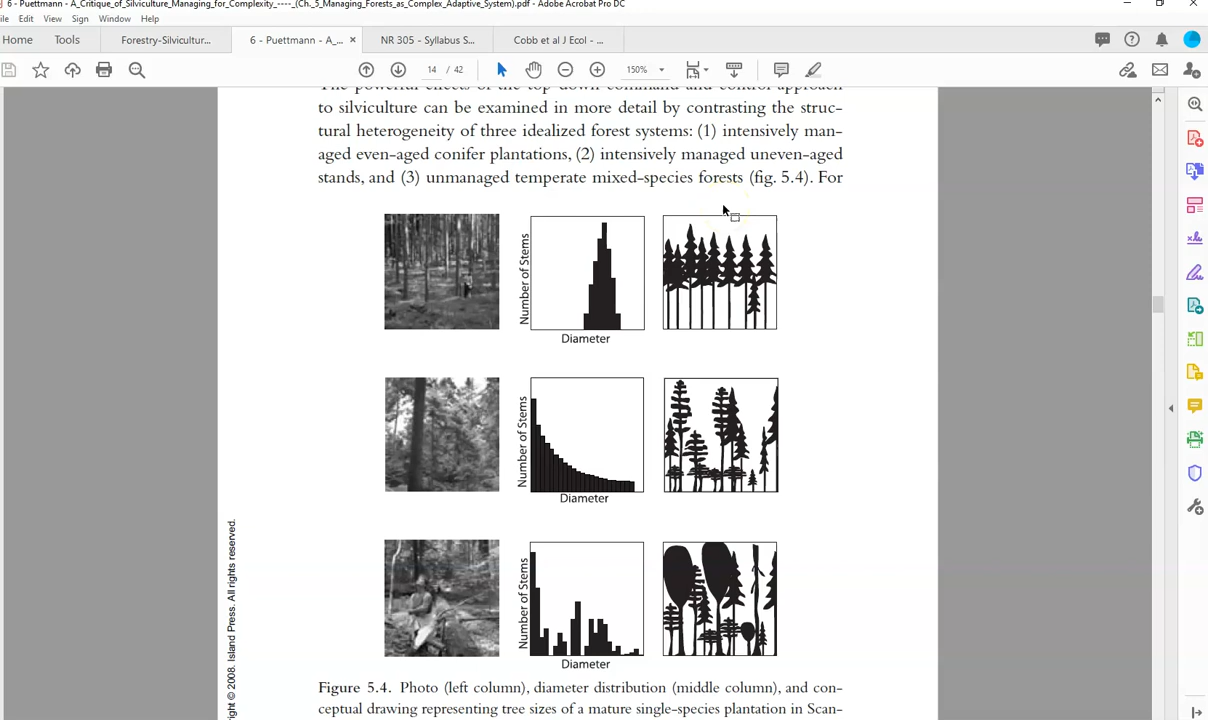 6 - Puettmann - A_Critique_of_Silviculture_Managing_for_Complexity_----_(Ch._5_Managing_Forests_as_Complex_Adaptive_System).pdf - Adobe Acrobat Pro DC
ile Edit View Sign Window Help
Home Tools Forestry-Silvicultur... 6 - Puettmann - A_... × NR 305 - Syllabus S... Cobb et al J Ecol - ...
14 / 42 150%
The powerful effects of the top-down command-and-control approach
to silviculture can be examined in more detail by contrasting the struc-
tural heterogeneity of three idealized forest systems: (1) intensively man-
aged even-aged conifer plantations, (2) intensively managed uneven-aged
stands, and (3) unmanaged temperate mixed-species forests (fig. 5.4). For
Number of Stems
Diameter
Number of Stems
Diameter
Number of Stems
Diameter
right © 2008. Island Press. All rights reserved.
Figure 5.4. Photo (left column), diameter distribution (middle column), and con-
ceptual drawing representing tree sizes of a mature single-species plantation in Scan-